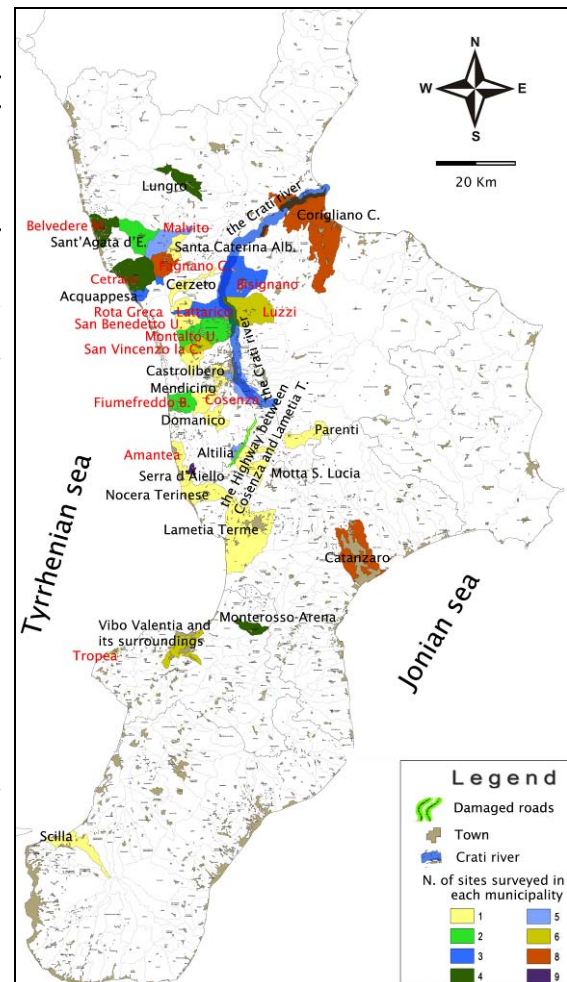 N
W
E
S
20 Km
Lungro
the Crati river
Corigliano C.
Belvedere
Malvito
Sant'Agata d'E.
Santa Caterina Alb.
Fagnano C.
Cetraro
Cerzeto
Bisignano
Acquappesa
Rota Greca
Lattarico
Luzzi
San Benedetto U.
Montalto U.
San Vincenzo la C.
Castrolibero
the Crati river
Mendicino
Fiumefreddo B.
Cosenza
Domanico
the Highway between
Cosenza and Lametia T.
Parenti
Amantea
Altilia
Serra d'Aiello
Motta S. Lucia
Nocera Terinese
Lametia Terme
Tyrrhenian sea
Catanzaro
Jonian sea
Vibo Valentia and
its surroundings
Monterosso-Arena
Tropea
Scilla
Legend
Damaged roads
Town
Crati river
N. of sites surveyed in
each municipality
1
5
2
6
3
8
4
9